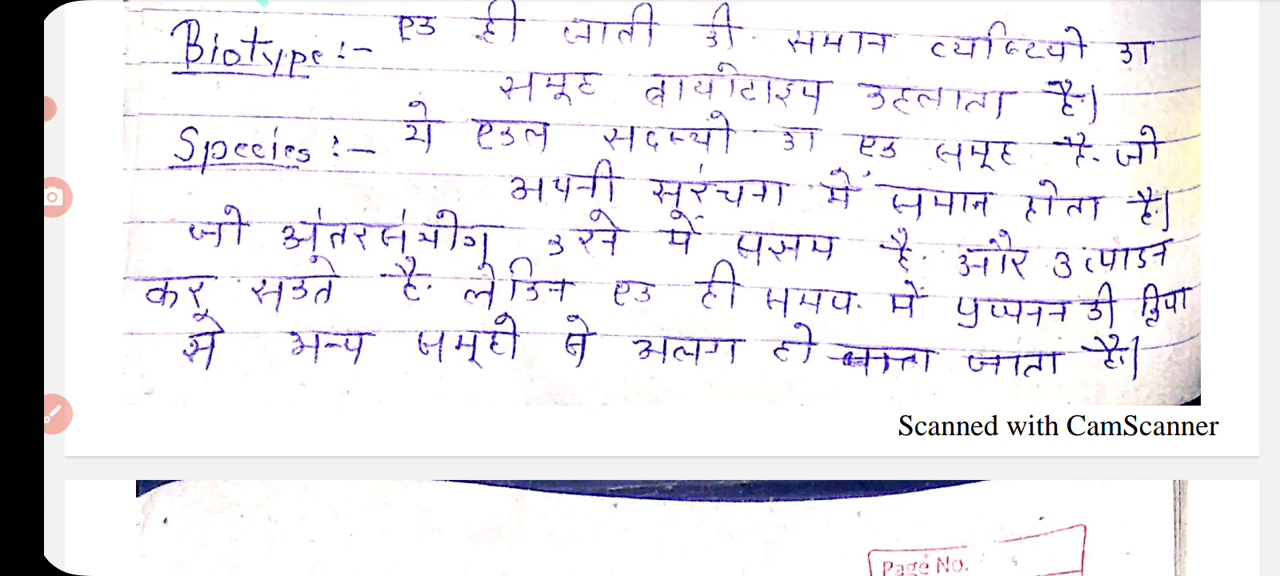 Biotype :- एक ही जाती की समान व्यक्तियो का
समूह बायोटाइप कहलाता है।
Species :- ये एकल सदस्यो का एक समूह है. जो
अपनी संरचना में समान होता है।
जो अंतरसंयोग करने में सक्षम है. और उत्पादन
कर सकते है. लेकिन एक ही समय. में प्रजनन की क्रिया
से अन्य समूहो से अलग हो जाता है।
Scanned with CamScanner
Page No.